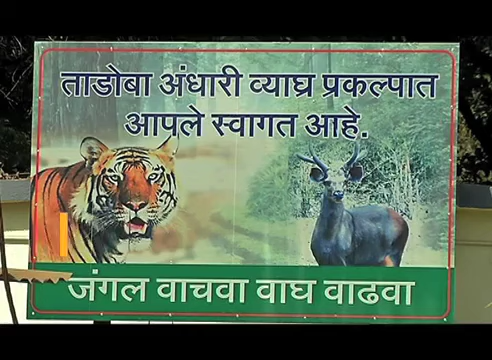 ताडोबा अंधारी व्याघ्र प्रकल्पात
आपले स्वागत आहे.
जंगल वाचवा वाघ वाढवा